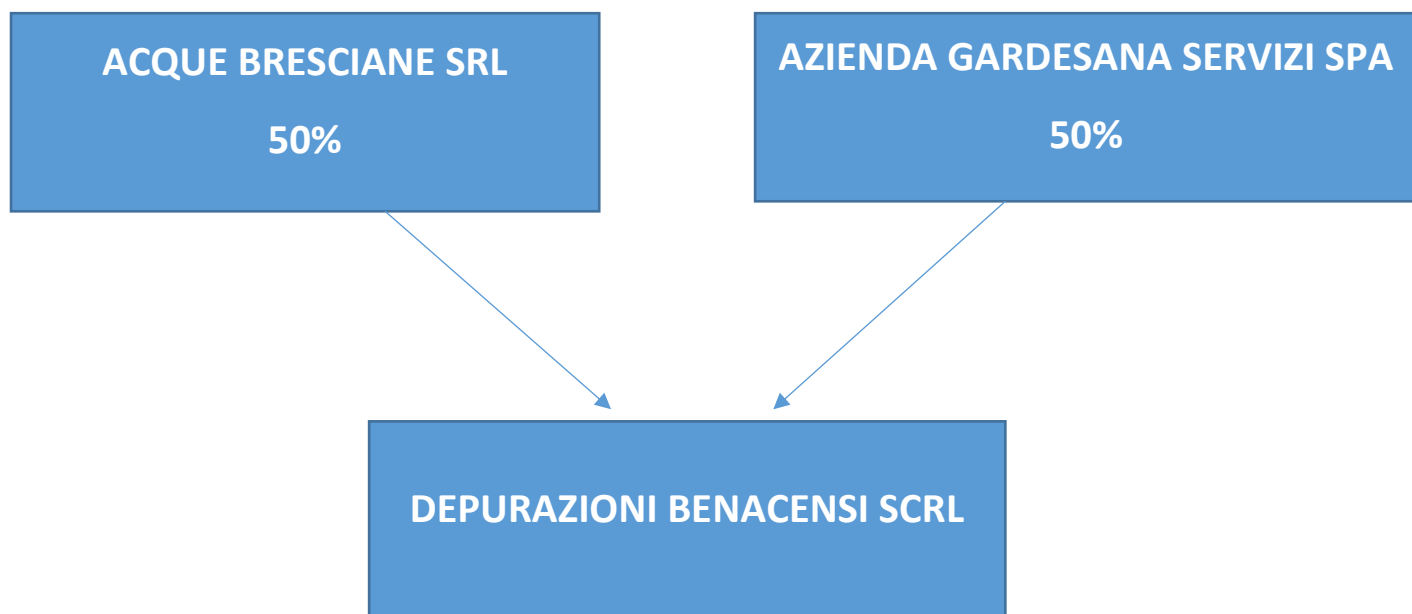 ACQUE BRESCIANE SRL
50%
AZIENDA GARDESANA SERVIZI SPA
50%
DEPURAZIONI BENACENSI SCRL